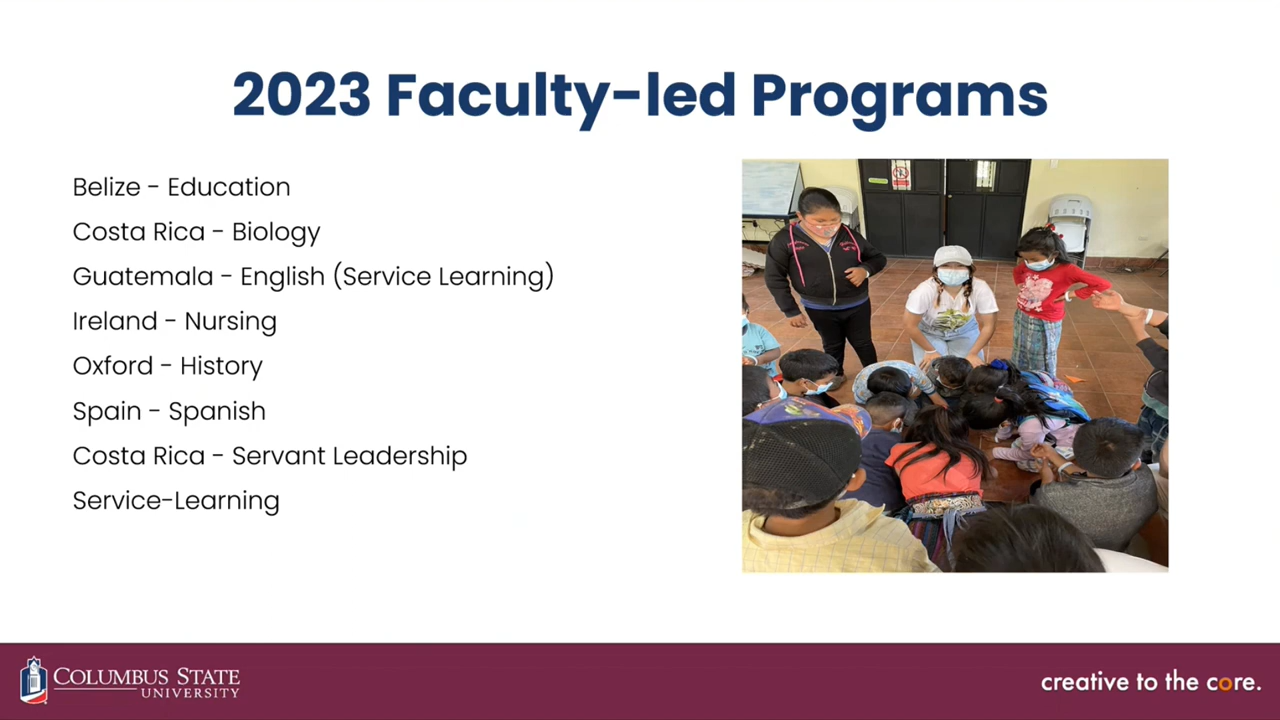 2023 Faculty-led Programs
Belize - Education
Costa Rica - Biology
Guatemala - English (Service Learning)
Ireland - Nursing
Oxford - History
Spain - Spanish
Costa Rica - Servant Leadership
Service-Learning
COLUMBUS STATE
UNIVERSITY
creative to the core.